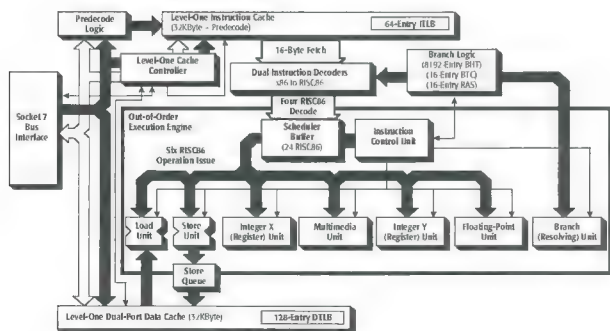 Predecode
Logic
Level-One Instruction Cache
(32KByte + Predecode)
64-Entry ITLB
Level-One Cache
Controller
16-Byte Fetch
Dual Instruction Decoders
x86 to RISC86
Branch Logic
(8192-Entry BHT)
(16-Entry BTC)
(16-Entry RAS)
Four RISC86
Decode
Socket 7
Bus
Interface
Out-of-Order
Execution Engine
Scheduler
Buffer
(24 RISC86)
Instruction
Control Unit
Six RISC86
Operation Issue
Load
Unit
Store
Unit
Integer X
(Register) Unit
Multimedia
Unit
Integer Y
(Register) Unit
Floating-Point
Unit
Branch
(Resolving) Unit
Store
Queue
Level-One Dual-Port Data Cache (32KByte)
128-Entry DTLB